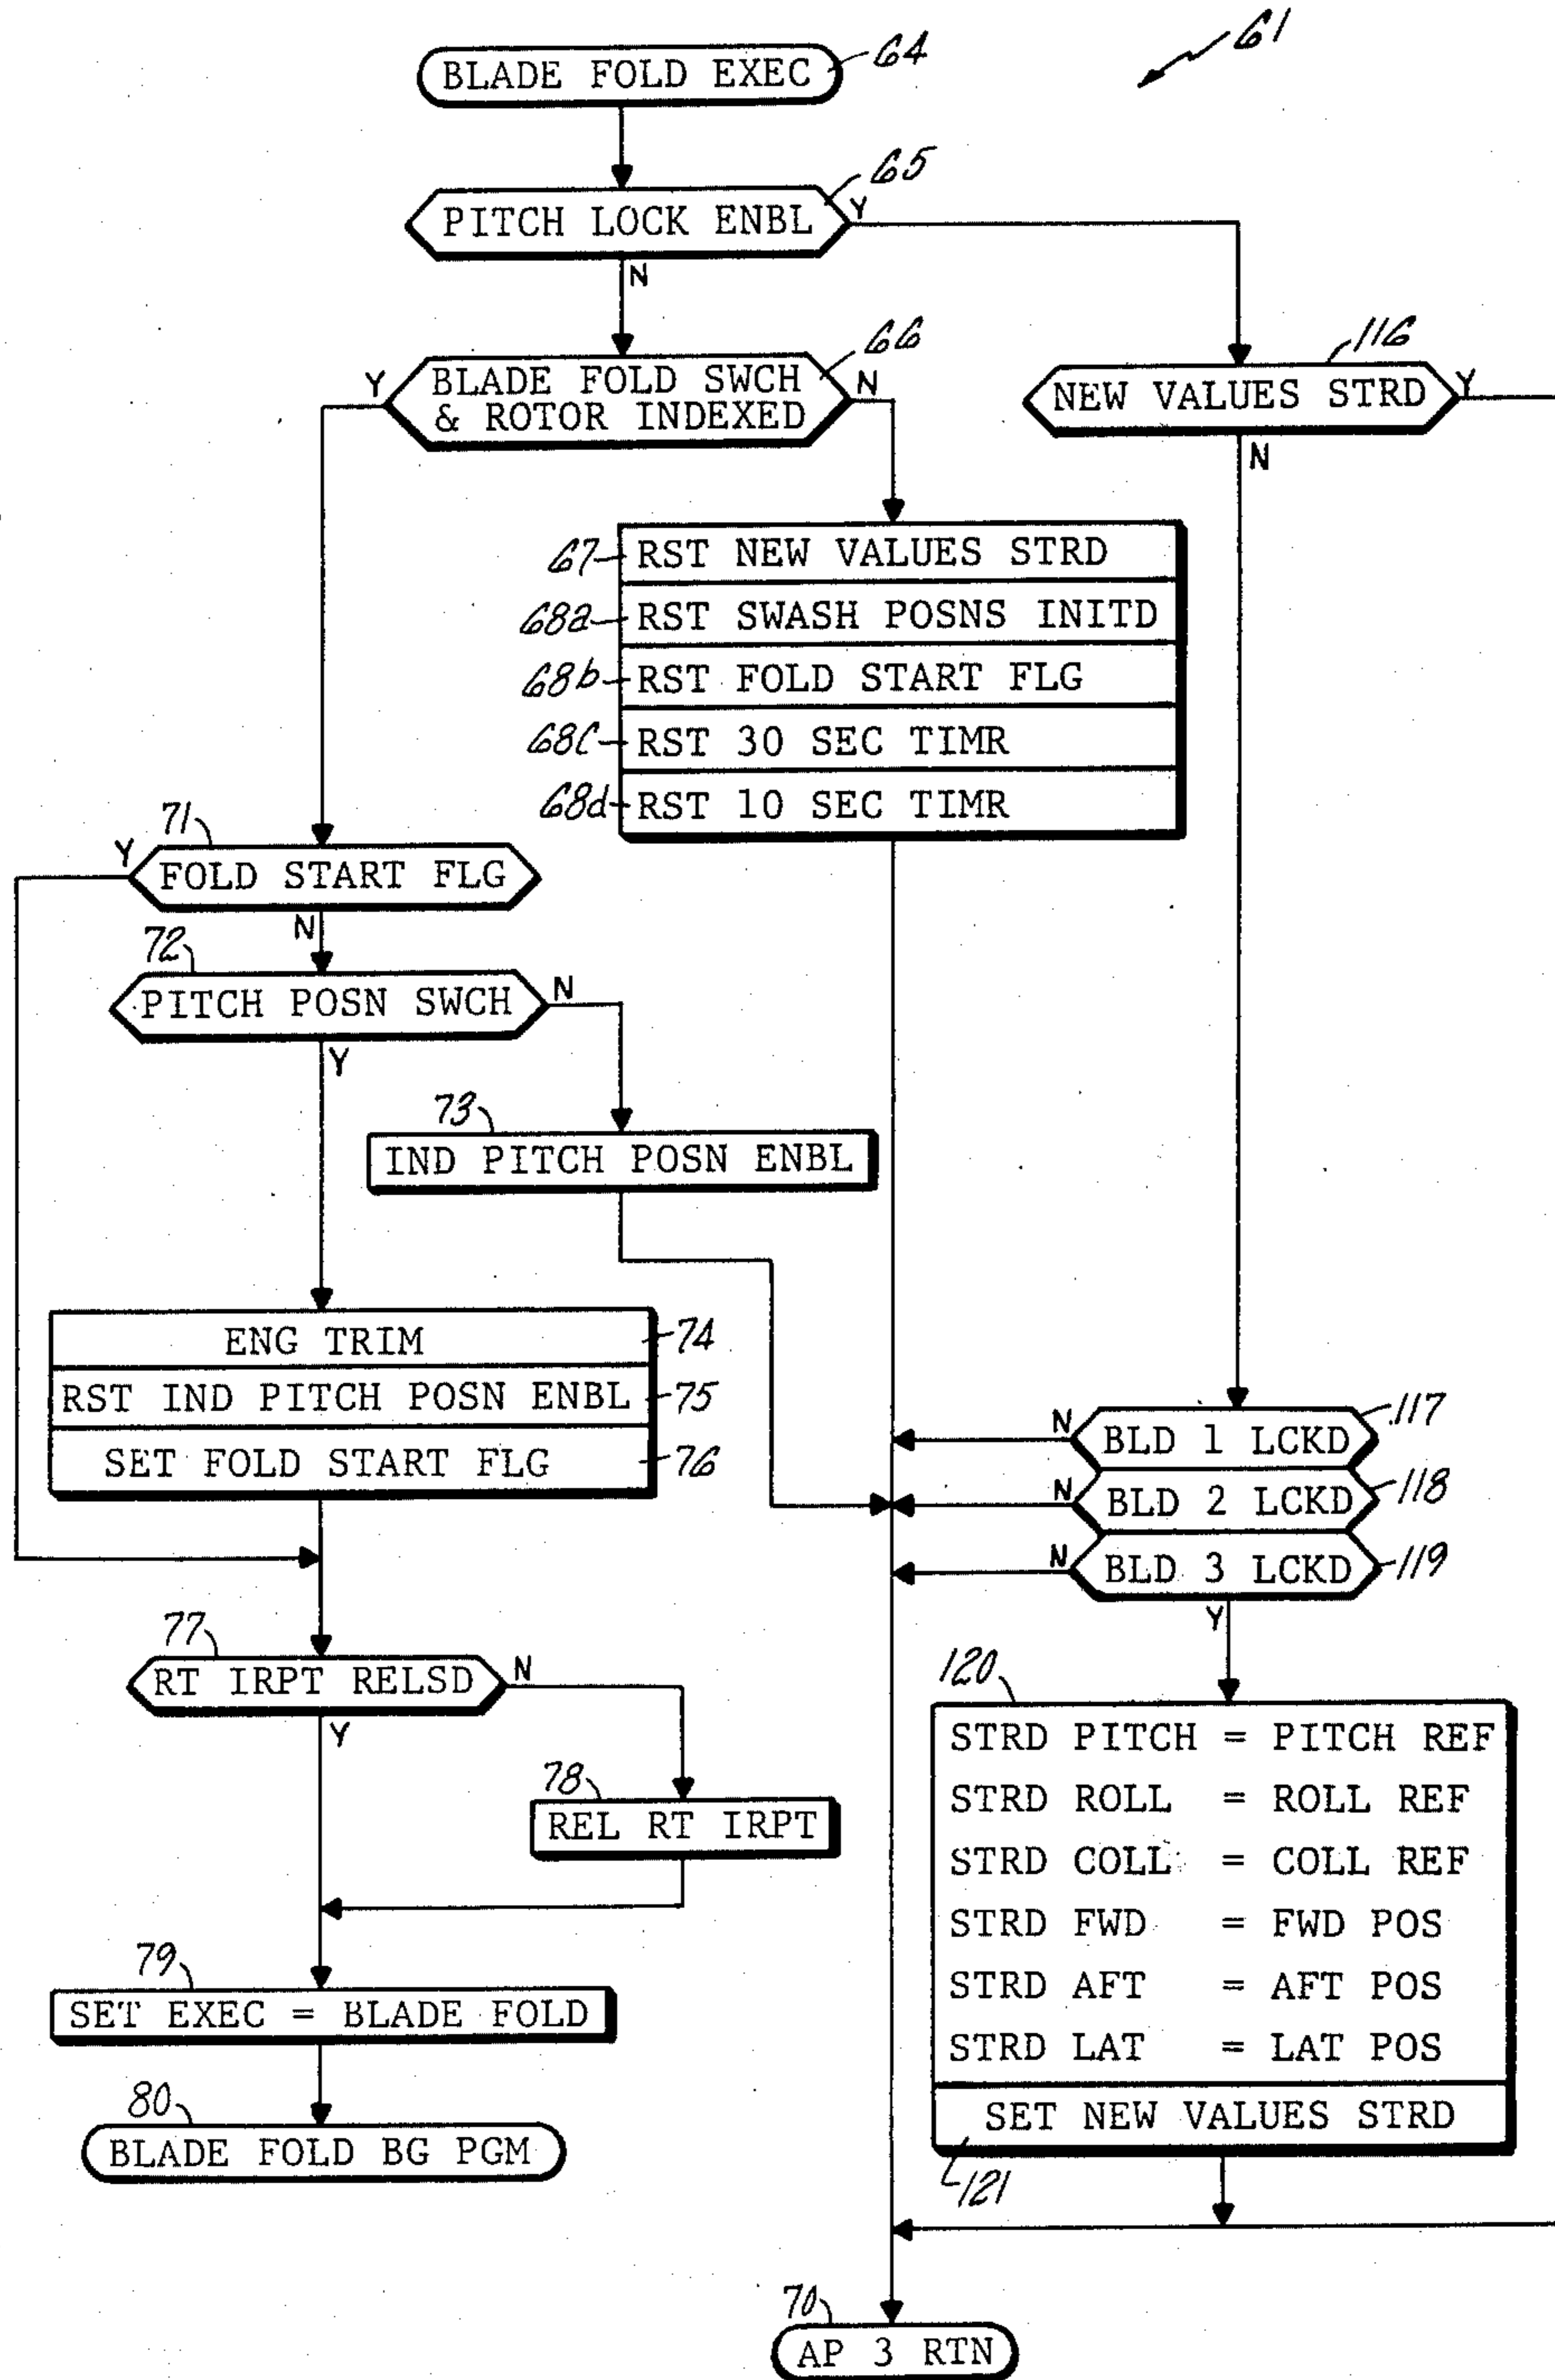 61
BLADE FOLD EXEC 64
PITCH LOCK ENBL 65
Y
N
BLADE FOLD SWCH
& ROTOR INDEXED
66
Y
N
NEW VALUES STRD 116
Y
N
67 RST NEW VALUES STRD
68a RST SWASH POSNS INITD
68b RST FOLD START FLG
68c RST 30 SEC TIMR
68d RST 10 SEC TIMR
71
Y
FOLD START FLG
N
72
PITCH POSN SWCH
N
Y
73
IND PITCH POSN ENBL
ENG TRIM 74
RST IND PITCH POSN ENBL 75
SET FOLD START FLG 76
N BLD 1 LCKD 117
N BLD 2 LCKD 118
N BLD 3 LCKD 119
Y
77
RT IRPT RELSD
N
Y
78
REL RT IRPT
79
SET EXEC = BLADE FOLD
80
BLADE FOLD BG PGM
120
STRD PITCH = PITCH REF
STRD ROLL = ROLL REF
STRD COLL = COLL REF
STRD FWD = FWD POS
STRD AFT = AFT POS
STRD LAT = LAT POS
SET NEW VALUES STRD
121
70
AP 3 RTN